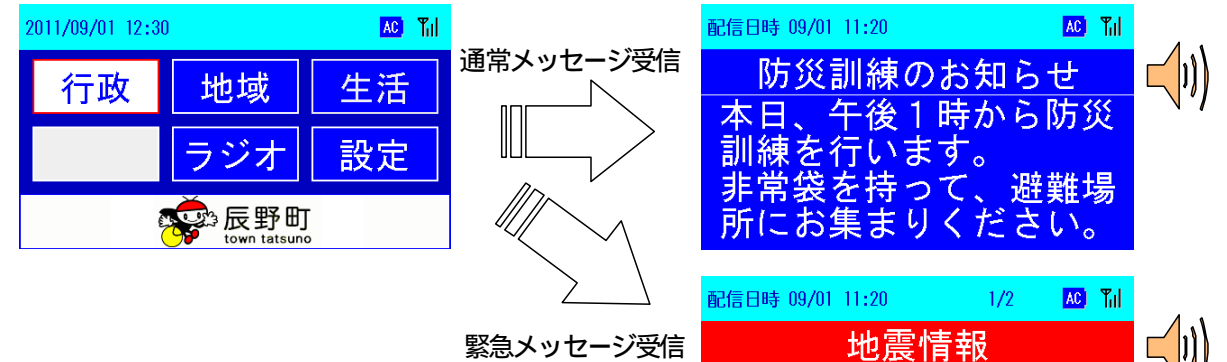 2011/09/01 12:30 AC
行政 地域 生活
ラジオ 設定
辰野町
town tatsuno
通常メッセージ受信
緊急メッセージ受信
配信日時 09/01 11:20 AC
防災訓練のお知らせ
本日、午後１時から防災
訓練を行います。
非常袋を持って、避難場
所にお集まりください。
配信日時 09/01 11:20 1/2 AC
地震情報